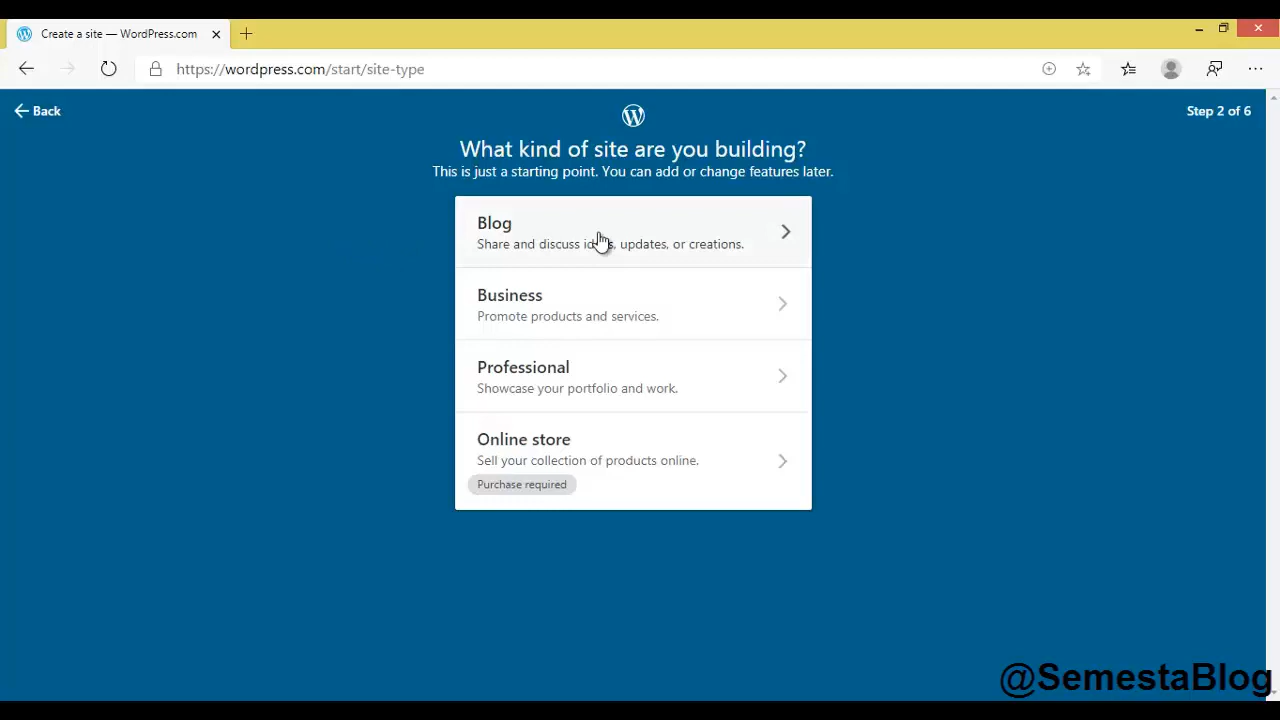 Create a site — WordPress.com
https://wordpress.com/start/site-type
Back
Step 2 of 6
What kind of site are you building?
This is just a starting point. You can add or change features later.
Blog
Share and discuss ideas, updates, or creations.
Business
Promote products and services.
Professional
Showcase your portfolio and work.
Online store
Sell your collection of products online.
Purchase required
@SemestaBlog